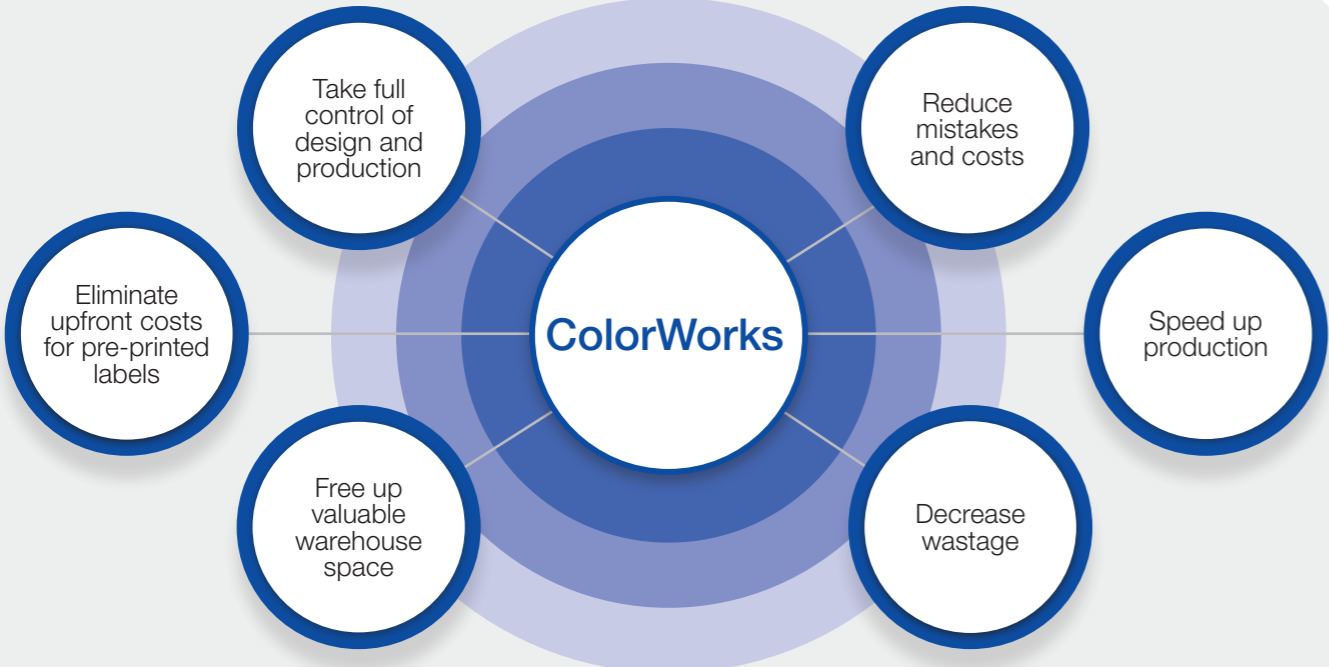 Take full
control of
design and
production
Reduce
mistakes
and costs
Eliminate
upfront costs
for pre-printed
labels
ColorWorks
Speed up
production
Free up
valuable
warehouse
space
Decrease
wastage